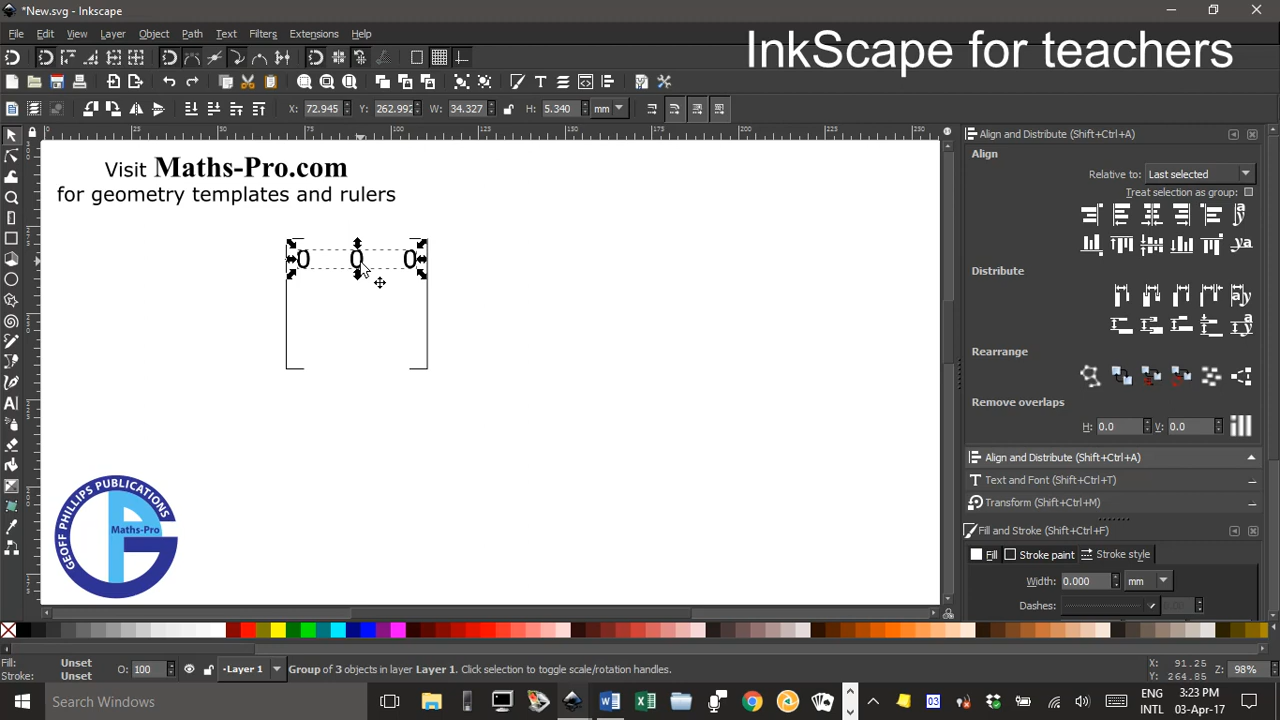 *New.svg - Inkscape
File Edit View Layer Object Path Text Filters Extensions Help
InkScape for teachers
X: 72.945 Y: 262.992 W: 34.327 H: 5.340 mm
Visit Maths-Pro.com
for geometry templates and rulers
0 0 0
GEOFF PHILLIPS PUBLICATIONS
Maths-Pro
Align and Distribute (Shift+Ctrl+A)
Align
Relative to: Last selected
Treat selection as group:
Distribute
Rearrange
Remove overlaps
H: 0.0 V: 0.0
Align and Distribute (Shift+Ctrl+A)
Text and Font (Shift+Ctrl+T)
Transform (Shift+Ctrl+M)
Fill and Stroke (Shift+Ctrl+F)
Fill Stroke paint Stroke style
Width: 0.000 mm
Dashes:
Fill: Unset
Stroke: Unset
O: 100
Layer 1
Group of 3 objects in layer Layer 1. Click selection to toggle scale/rotation handles.
X: 91.25
Y: 264.85
Z: 98%
Search Windows
03
ENG
INTL
3:23 PM
03-Apr-17